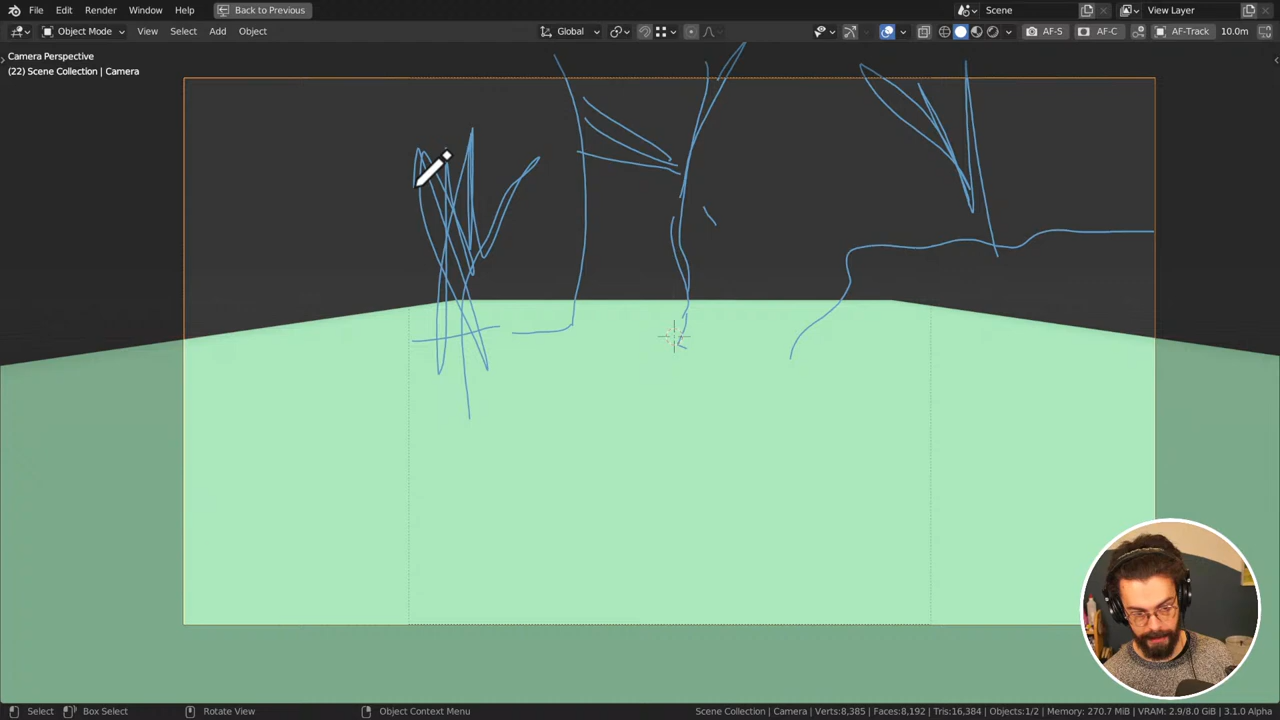 File Edit Render Window Help Back to Previous Scene View Layer
Object Mode View Select Add Object Global AF-S AF-C AF-Track 10.0m
Camera Perspective
(22) Scene Collection | Camera
Select Box Select Rotate View Object Context Menu Scene Collection | Camera | Verts:8,385 | Faces:8,192 | Tris:16,384 | Objects:1/2 | Memory: 270.7 MiB | VRAM: 2.9/8.0 GiB | 3.1.0 Alpha